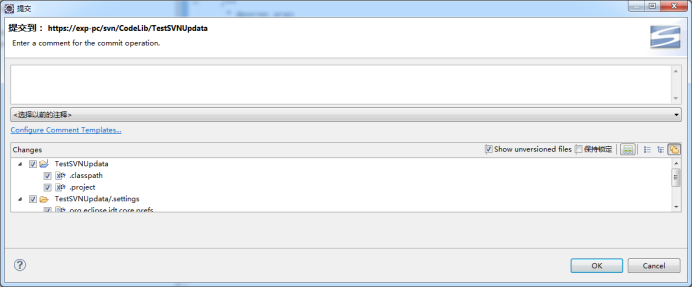 提交
提交到： https://exp-pc/svn/CodeLib/TestSVNUpdata
Enter a comment for the commit operation.
<选择以前的注释>
Configure Comment Templates...
Changes
Show unversioned files
保持锁定
TestSVNUpdata
.classpath
.project
TestSVNUpdata/.settings
org.eclipse.jdt.core.prefs
OK
Cancel